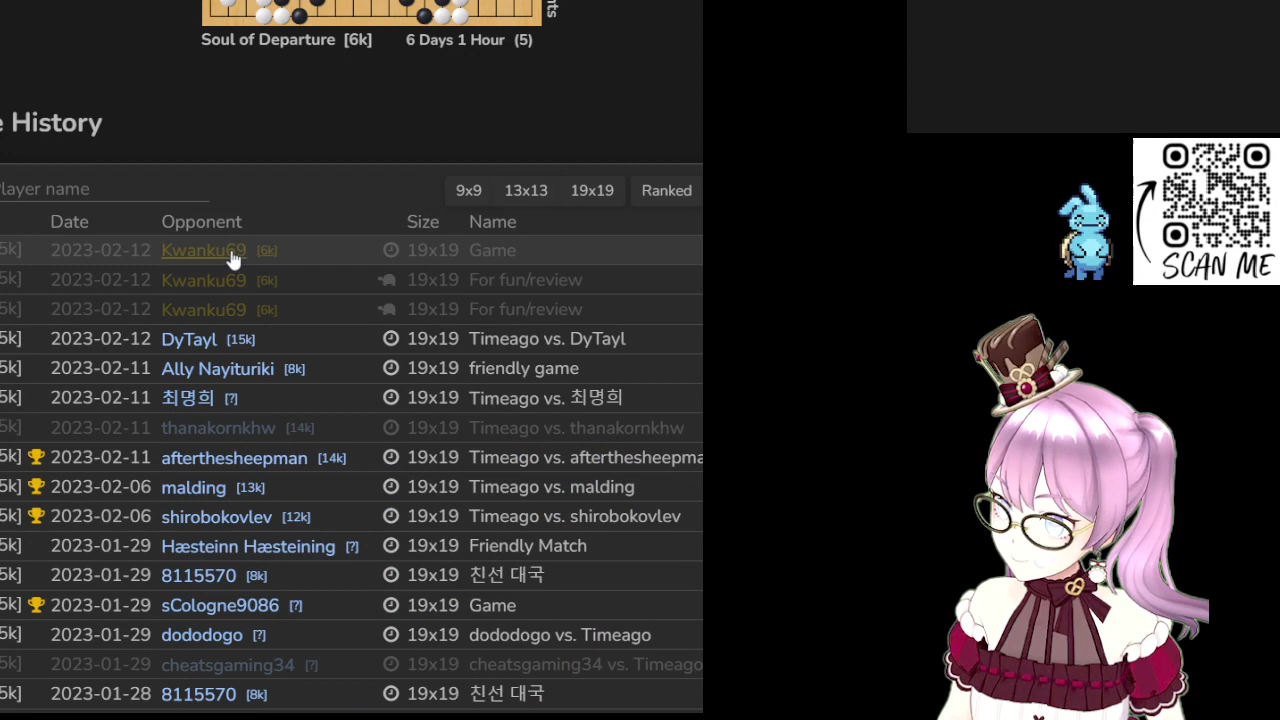 nts
Soul of Departure [6k] 6 Days 1 Hour (5)
e History
Player name 9x9 13x13 19x19 Ranked
Date Opponent Size Name
5k] 2023-02-12 Kwanku69 [6k] 19x19 Game
5k] 2023-02-12 Kwanku69 [6k] 19x19 For fun/review
5k] 2023-02-12 Kwanku69 [6k] 19x19 For fun/review
5k] 2023-02-12 DyTayl [15k] 19x19 Timeago vs. DyTayl
5k] 2023-02-11 Ally Nayituriki [8k] 19x19 friendly game
5k] 2023-02-11 최명희 [?] 19x19 Timeago vs. 최명희
5k] 2023-02-11 thanakornkhw [14k] 19x19 Timeago vs. thanakornkhw
5k] 2023-02-11 afterthesheepman [14k] 19x19 Timeago vs. afterthesheepma
5k] 2023-02-06 malding [13k] 19x19 Timeago vs. malding
5k] 2023-02-06 shirobokovlev [12k] 19x19 Timeago vs. shirobokovlev
5k] 2023-01-29 Hæsteinn Hæsteining [?] 19x19 Friendly Match
5k] 2023-01-29 8115570 [8k] 19x19 친선 대국
5k] 2023-01-29 sCologne9086 [?] 19x19 Game
5k] 2023-01-29 dododogo [?] 19x19 dododogo vs. Timeago
5k] 2023-01-29 cheatsgaming34 [?] 19x19 cheatsgaming34 vs. Timeago
5k] 2023-01-28 8115570 [8k] 19x19 친선 대국
SCAN ME